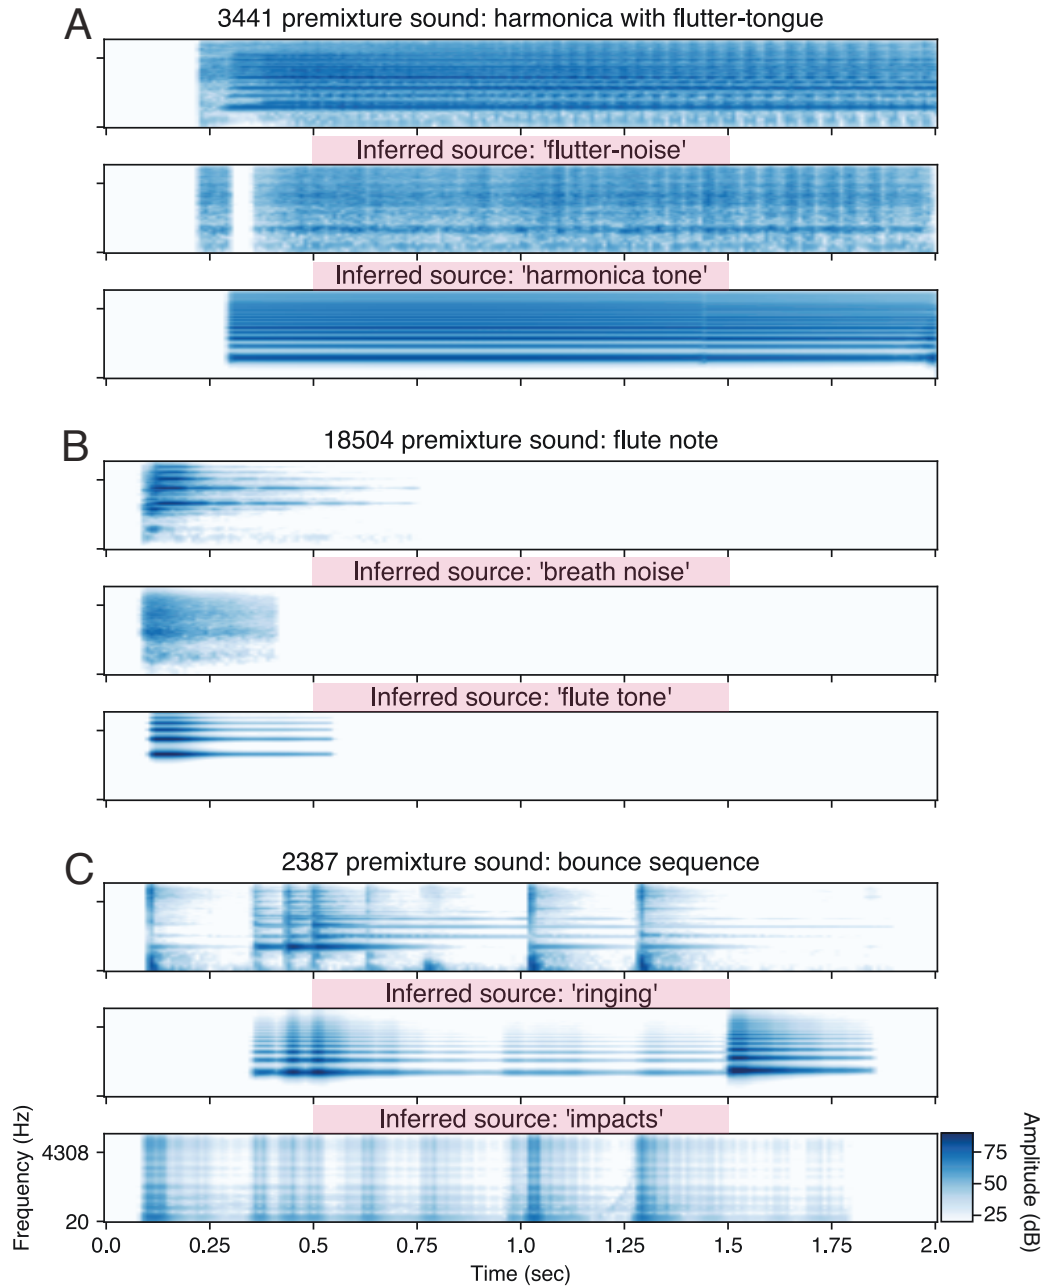 A
3441 premixture sound: harmonica with flutter-tongue
Inferred source: 'flutter-noise'
Inferred source: 'harmonica tone'
B
18504 premixture sound: flute note
Inferred source: 'breath noise'
Inferred source: 'flute tone'
C
2387 premixture sound: bounce sequence
Inferred source: 'ringing'
Inferred source: 'impacts'
Frequency (Hz)
4308
20
75
50
25
Amplitude (dB)
0.0 0.25 0.5 0.75 1.0 1.25 1.5 1.75 2.0
Time (sec)